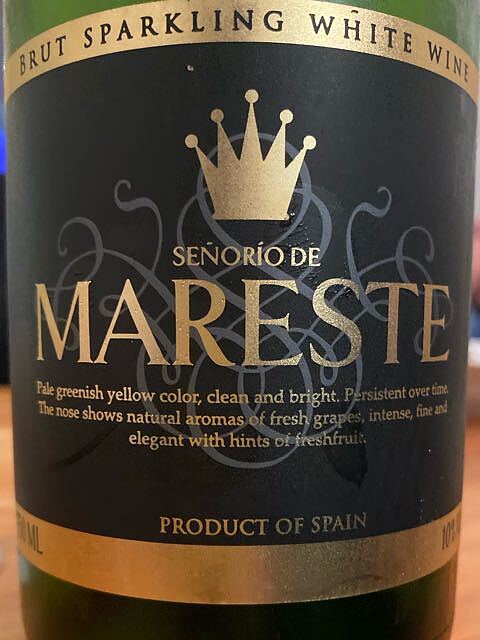 BRUT SPARKLING WHITE WINE
SEÑORÍO DE
MARESTE
Pale greenish yellow color, clean and bright. Persistent over time.
The nose shows natural aromas of fresh grapes, intense, fine and
elegant with hints of freshfruit.
PRODUCT OF SPAIN
ML